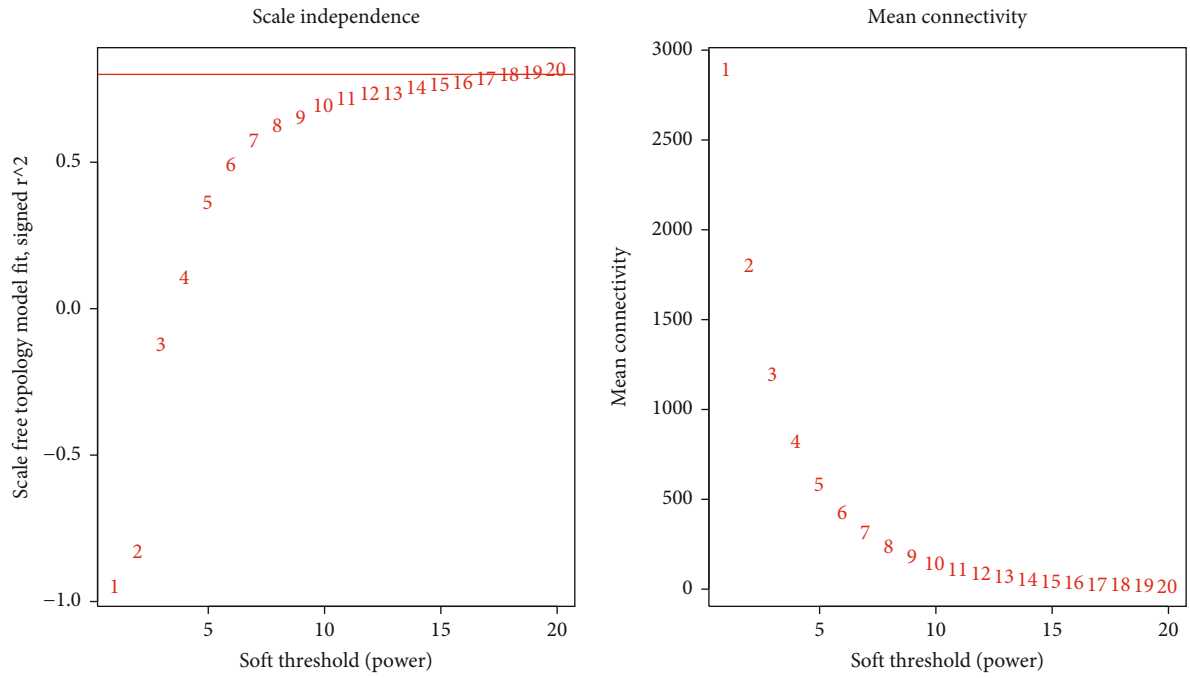 Scale independence
Scale free topology model fit, signed r^2
0.5
0.0
−0.5
−1.0
1 2 3 4 5 6 7 8 9 10 11 12 13 14 15 16 17 18 19 20
5 10 15 20
Soft threshold (power)
Mean connectivity
Mean connectivity
3000
2500
2000
1500
1000
500
0
1 2 3 4 5 6 7 8 9 10 11 12 13 14 15 16 17 18 19 20
5 10 15 20
Soft threshold (power)